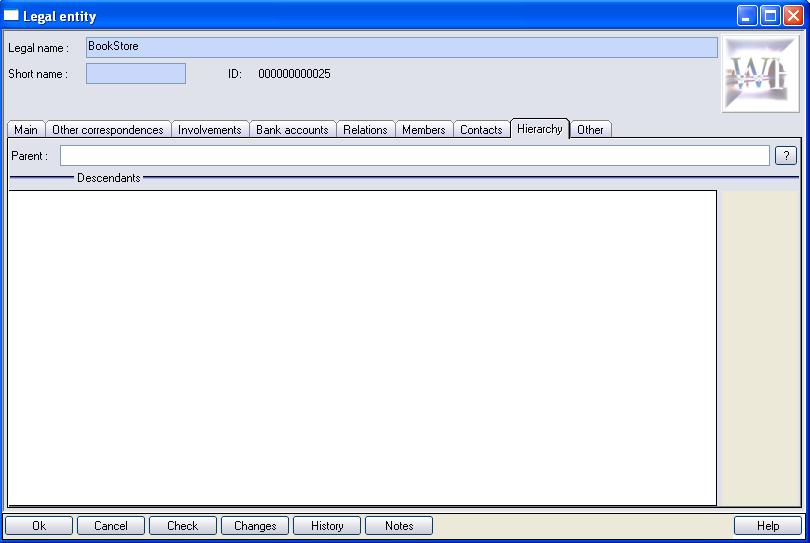 Legal entity
Legal name : BookStore
Short name : ID: 000000000025
Main Other correspondences Involvements Bank accounts Relations Members Contacts Hierarchy Other
Parent : ?
Descendants
Ok Cancel Check Changes History Notes Help